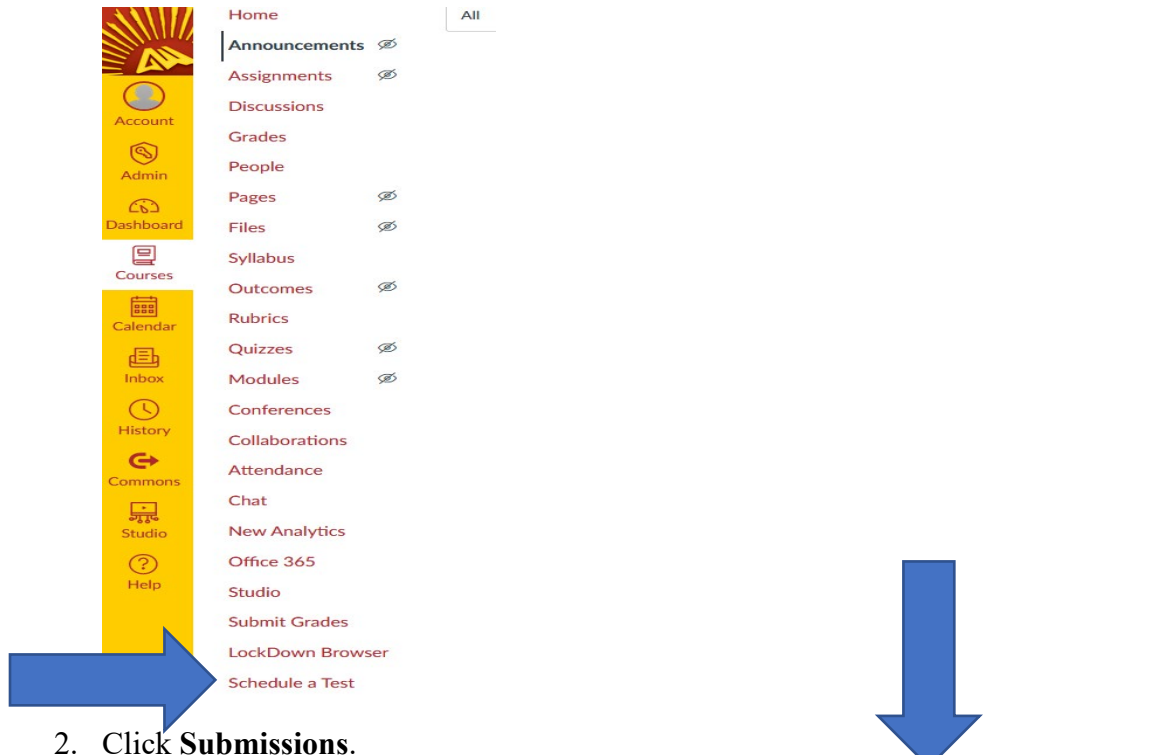 Account
Admin
Dashboard
Courses
Calendar
Inbox
History
Commons
Studio
Help
Home
Announcements
Assignments
Discussions
Grades
People
Pages
Files
Syllabus
Outcomes
Rubrics
Quizzes
Modules
Conferences
Collaborations
Attendance
Chat
New Analytics
Office 365
Studio
Submit Grades
LockDown Browser
Schedule a Test
All
2. Click Submissions.